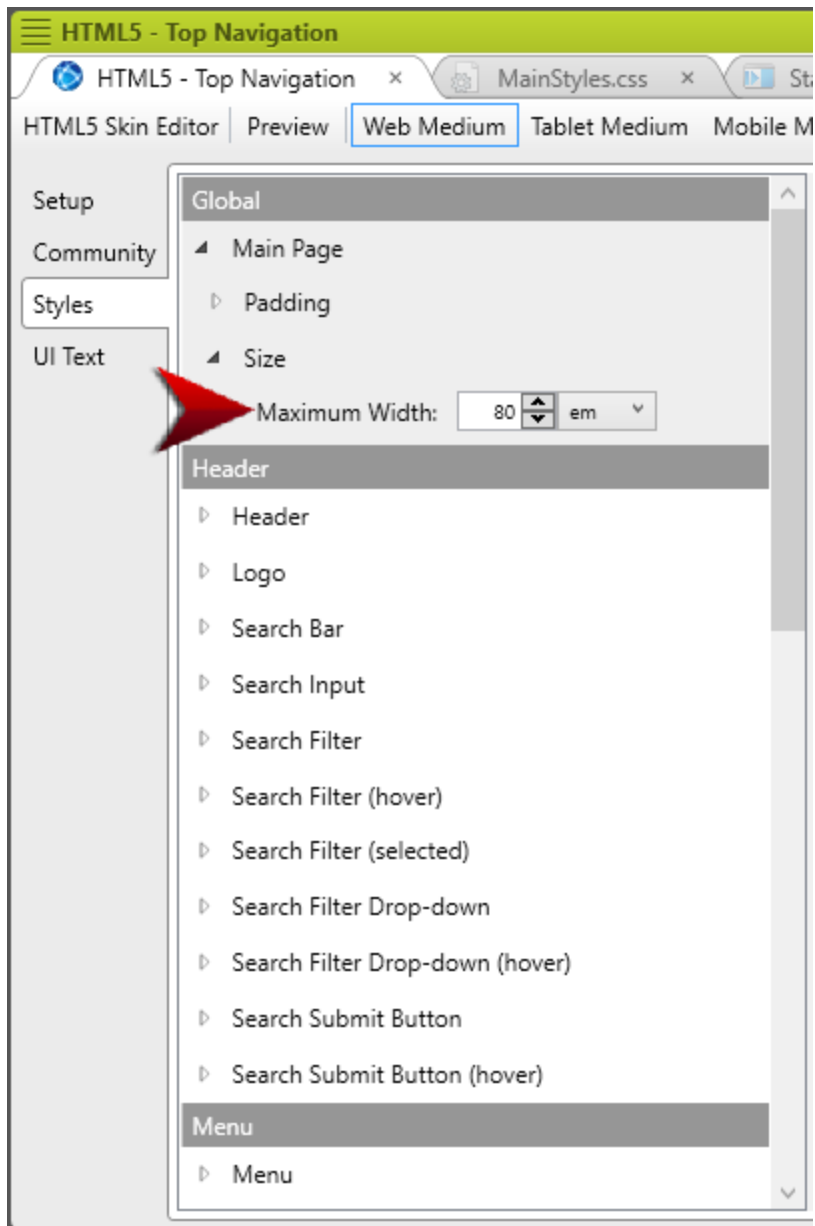 HTML5 - Top Navigation
HTML5 - Top Navigation × MainStyles.css × Sta
HTML5 Skin Editor Preview Web Medium Tablet Medium Mobile M
Setup
Community
Styles
UI Text
Global
Main Page
Padding
Size
Maximum Width: 80 em
Header
Header
Logo
Search Bar
Search Input
Search Filter
Search Filter (hover)
Search Filter (selected)
Search Filter Drop-down
Search Filter Drop-down (hover)
Search Submit Button
Search Submit Button (hover)
Menu
Menu